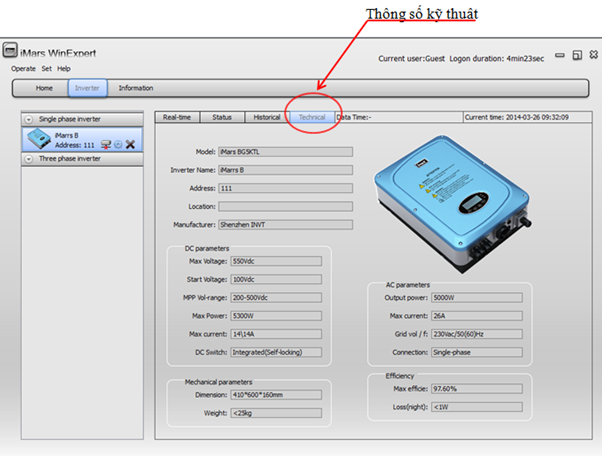 Thông số kỹ thuật
iMars WinExpert
Current user:Guest Logon duration: 4min23sec
Operate Set Help
Home Inverter Information
Single phase inverter
iMarrs B
Address: 111
Three phase inverter
Real-time Status Historical Technical Data Time:- Current time: 2014-03-26 09:32:09
Model: iMars BG5KTL
Inverter Name: iMarrs B
Address: 111
Location:
Manufacturer: Shenzhen INVT
DC parameters
Max Voltage: 550Vdc
Start Voltage: 100Vdc
MPP Vol-range: 200-500Vdc
Max Power: 5300W
Max current: 14\14A
DC Switch: Integrated(Self-locking)
Mechanical parameters
Dimension: 410*600*160mm
Weight: <25kg
AC parameters
Output power: 5000W
Max current: 26A
Grid vol / f: 230Vac/50(60)Hz
Connection: Single-phase
Efficiency
Max efficie: 97.60%
Loss(night): <1W